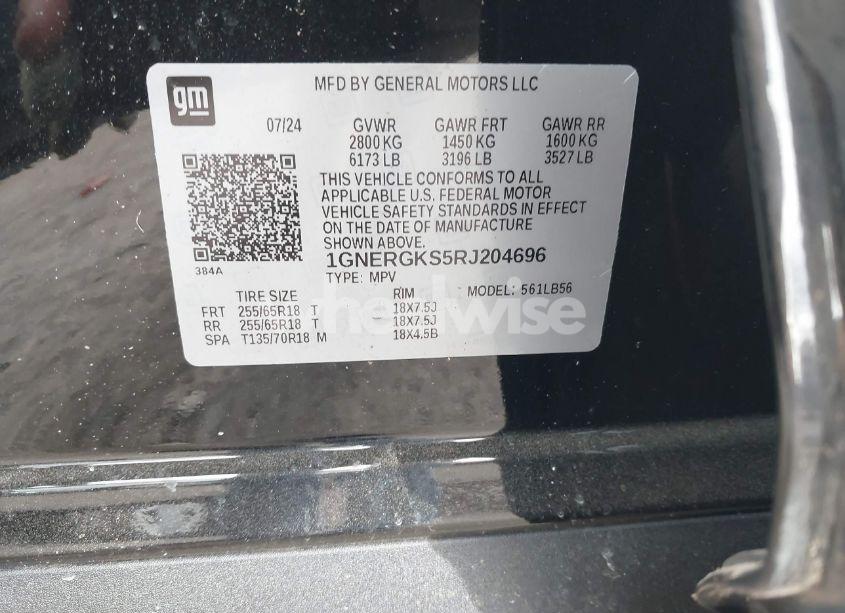 gm
MFD BY GENERAL MOTORS LLC
07/24 GVWR GAWR FRT GAWR RR
2800 KG 1450 KG 1600 KG
6173 LB 3196 LB 3527 LB
THIS VEHICLE CONFORMS TO ALL
APPLICABLE U.S. FEDERAL MOTOR
VEHICLE SAFETY STANDARDS IN EFFECT
ON THE DATE OF MANUFACTURE
SHOWN ABOVE.
384A
1GNERGKS5RJ204696
TYPE: MPV
TIRE SIZE RIM MODEL: 561LB56
FRT 255/65R18 T 18X7.5J
RR 255/65R18 T 18X7.5J
SPA T135/70R18 M 18X4.5B